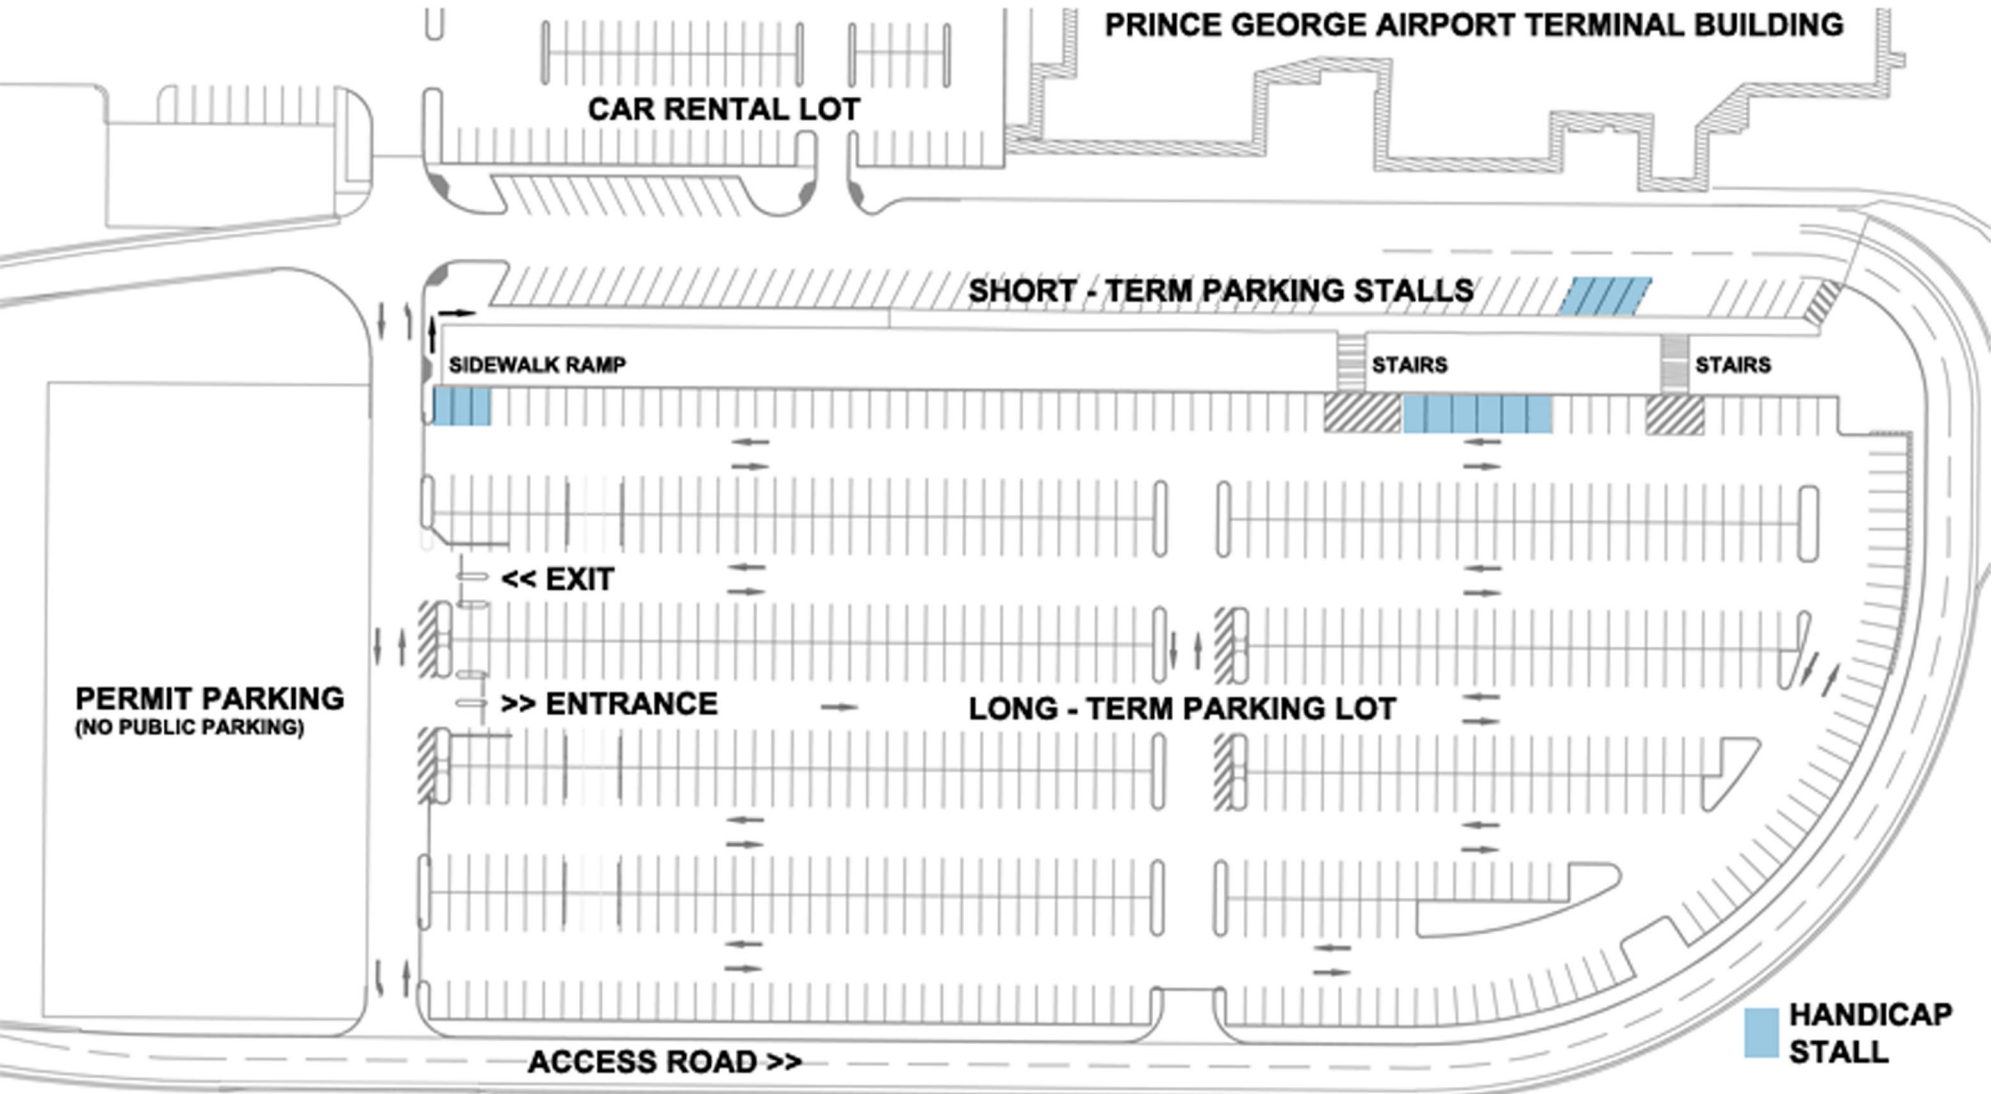 PRINCE GEORGE AIRPORT TERMINAL BUILDING
CAR RENTAL LOT
SHORT - TERM PARKING STALLS
SIDEWALK RAMP
STAIRS
STAIRS
<< EXIT
>> ENTRANCE
LONG - TERM PARKING LOT
PERMIT PARKING
(NO PUBLIC PARKING)
HANDICAP
STALL
ACCESS ROAD >>